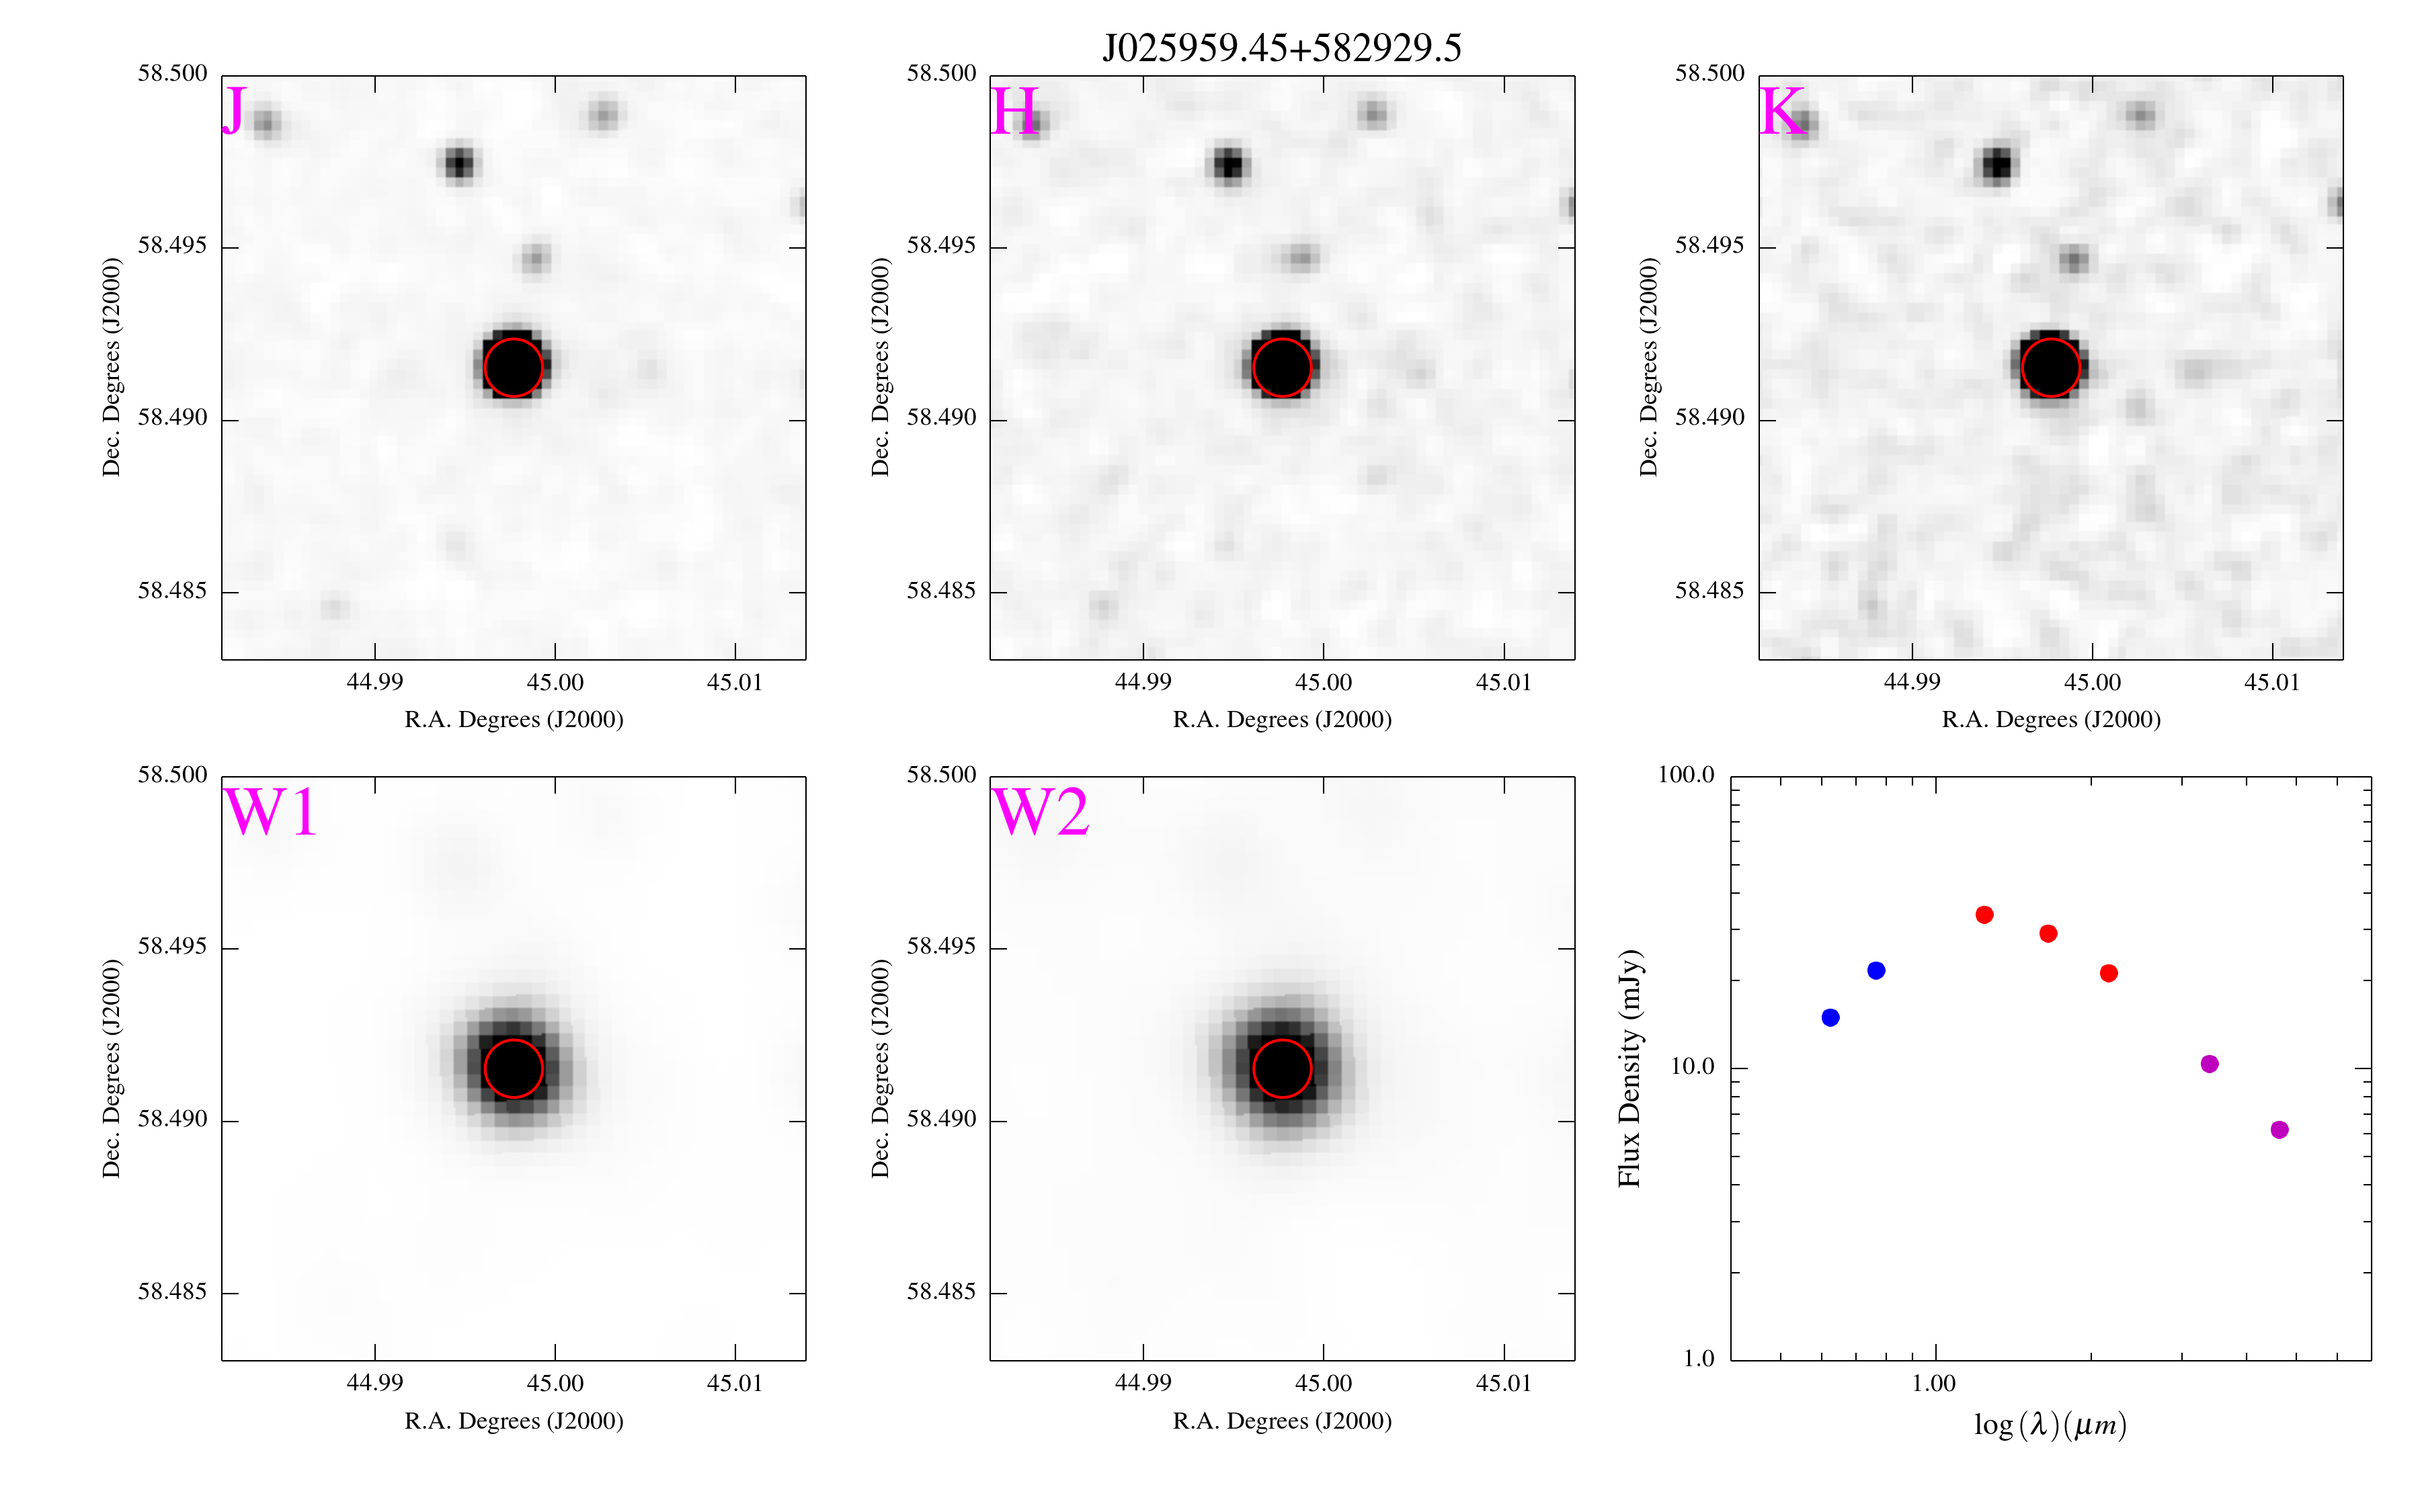 J025959.45+582929.5
J
58.500
58.495
58.490
58.485
Dec. Degrees (J2000)
44.99 45.00 45.01
R.A. Degrees (J2000)
H
58.500
58.495
58.490
58.485
Dec. Degrees (J2000)
44.99 45.00 45.01
R.A. Degrees (J2000)
K
58.500
58.495
58.490
58.485
Dec. Degrees (J2000)
44.99 45.00 45.01
R.A. Degrees (J2000)
W1
58.500
58.495
58.490
58.485
Dec. Degrees (J2000)
44.99 45.00 45.01
R.A. Degrees (J2000)
W2
58.500
58.495
58.490
58.485
Dec. Degrees (J2000)
44.99 45.00 45.01
R.A. Degrees (J2000)
100.0
10.0
1.0
Flux Density (mJy)
1.00
log (λ)(μm)